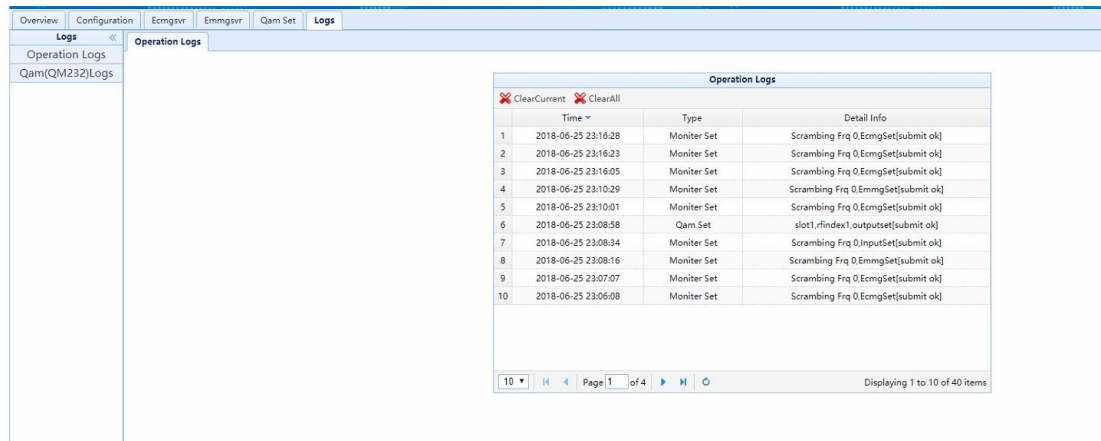 Overview Configuration Ecmgsvr Emmgsvr Qam Set Logs
Logs
Operation Logs
Qam(QM232)Logs
Operation Logs
Operation Logs
ClearCurrent ClearAll
Time Type Detail Info
1 2018-06-25 23:16:28 Moniter Set Scrambing Frq 0,EcmgSet[submit ok]
2 2018-06-25 23:16:23 Moniter Set Scrambing Frq 0,EcmgSet[submit ok]
3 2018-06-25 23:16:05 Moniter Set Scrambing Frq 0,EcmgSet[submit ok]
4 2018-06-25 23:10:29 Moniter Set Scrambing Frq 0,EmmgSet[submit ok]
5 2018-06-25 23:10:01 Moniter Set Scrambing Frq 0,EcmgSet[submit ok]
6 2018-06-25 23:08:58 Qam Set slot1,rfindex1,outputset[submit ok]
7 2018-06-25 23:08:34 Moniter Set Scrambing Frq 0,InputSet[submit ok]
8 2018-06-25 23:08:16 Moniter Set Scrambing Frq 0,EmmgSet[submit ok]
9 2018-06-25 23:07:07 Moniter Set Scrambing Frq 0,EcmgSet[submit ok]
10 2018-06-25 23:06:08 Moniter Set Scrambing Frq 0,EcmgSet[submit ok]
10 Page 1 of 4 Displaying 1 to 10 of 40 items